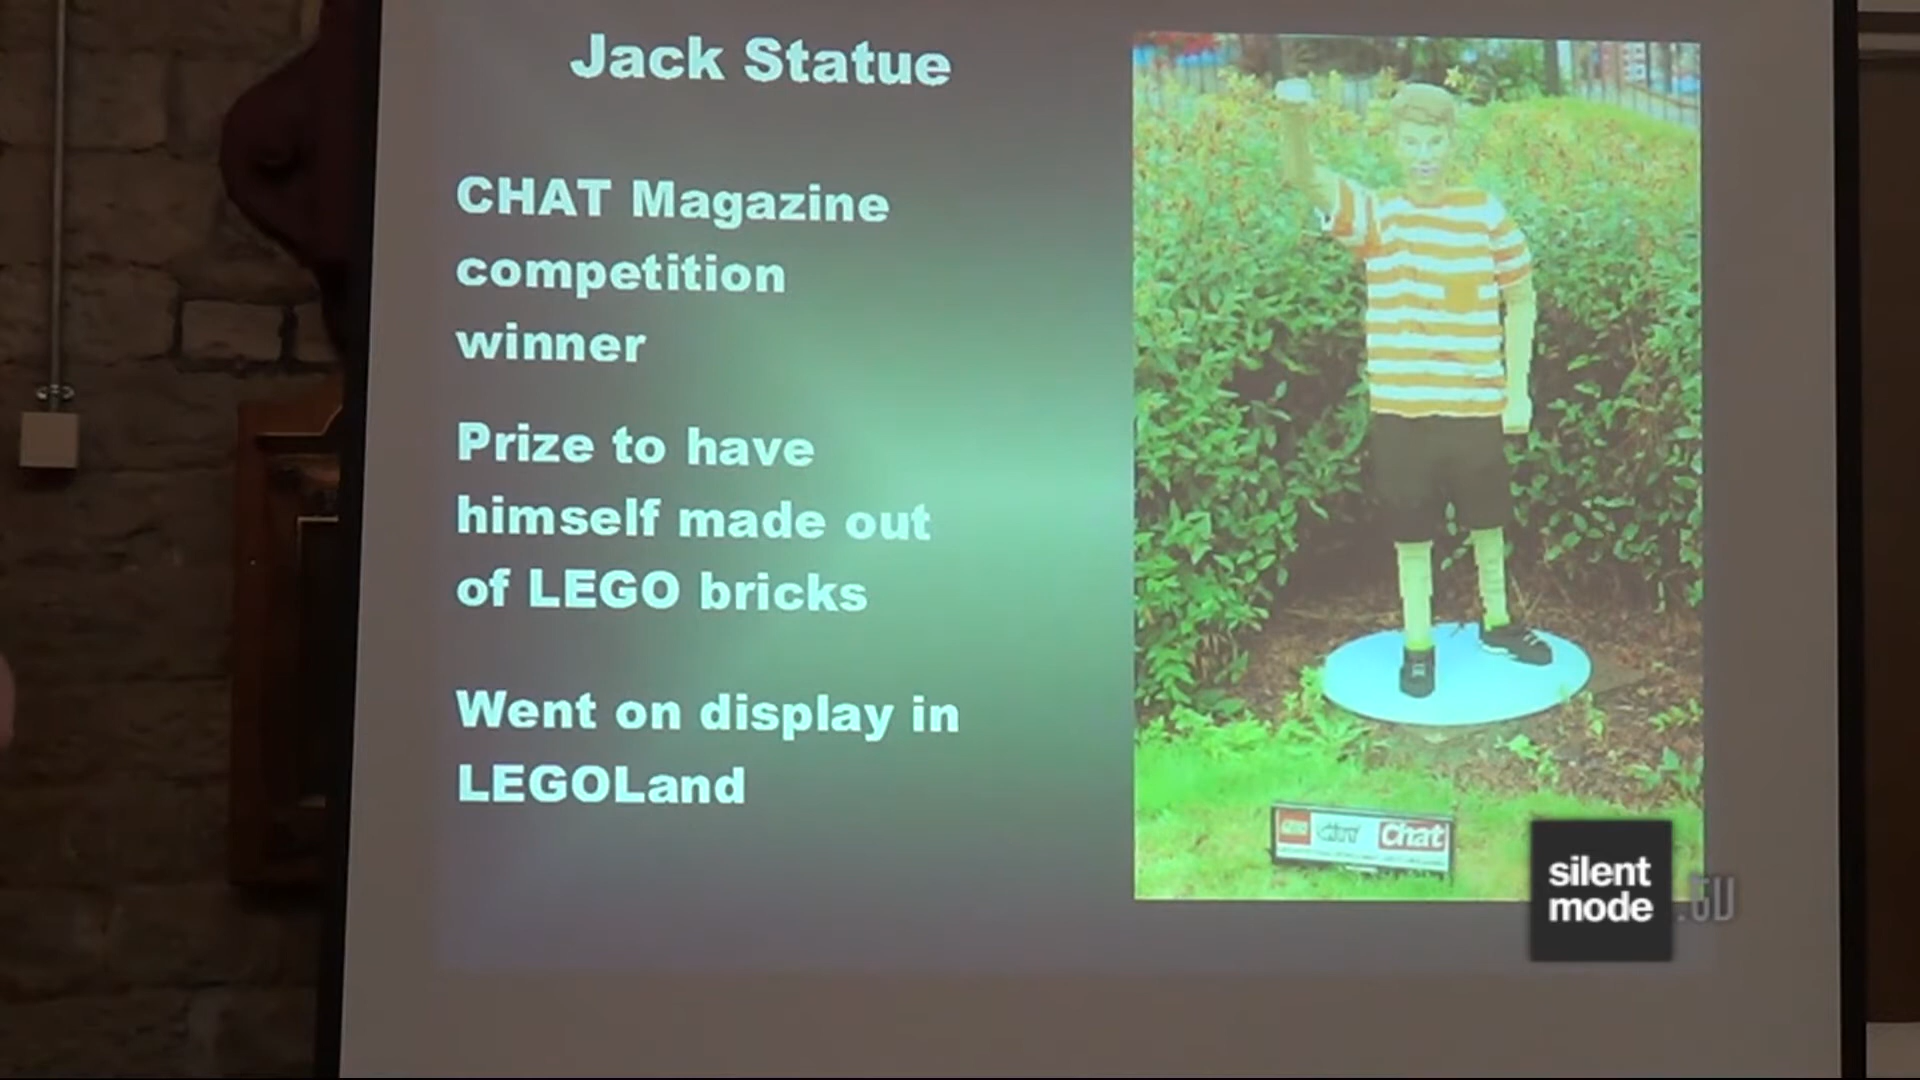 Jack Statue
CHAT Magazine
competition
winner
Prize to have
himself made out
of LEGO bricks
Went on display in
LEGOLand
LEGO
Chat
silent
mode